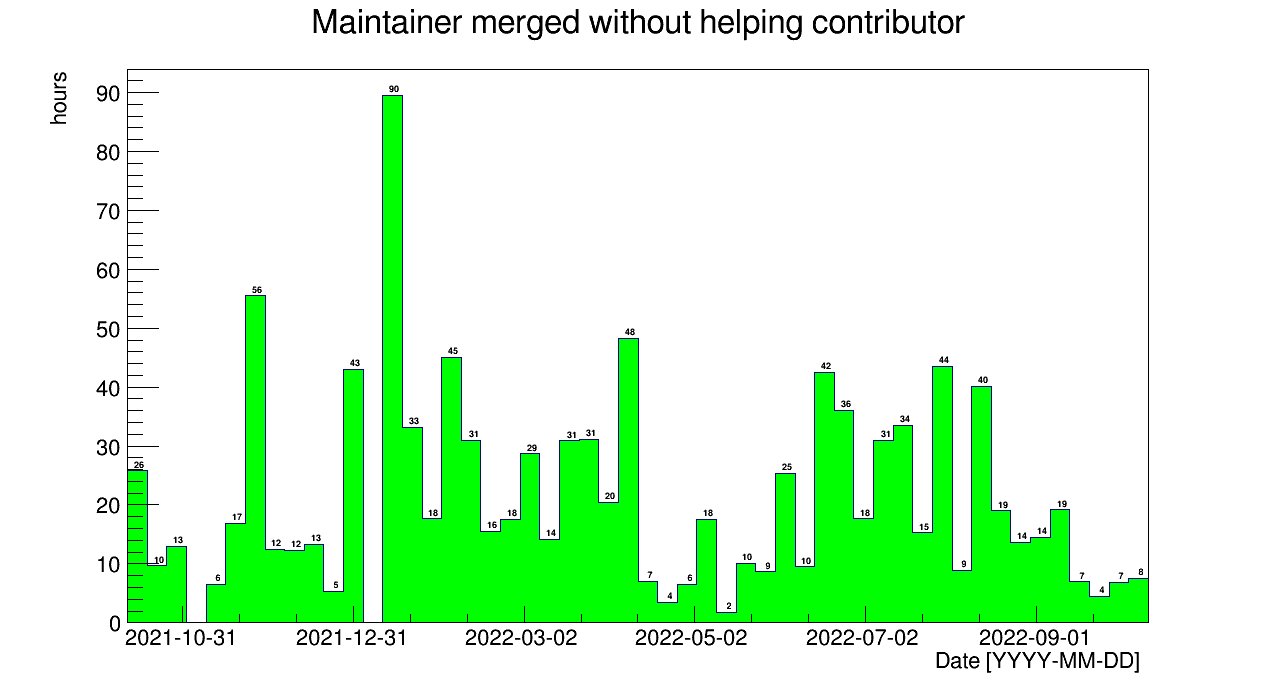 Maintainer merged without helping contributor
hours
90
80
70
60
50
40
30
20
10
0
26 10 13 6 17 56 12 12 13 5 43 90 33 18 45 31 16 18 29 14 31 31 20 48 7 4 6 18 2 10 9 25 10 42 36 18 31 34 15 44 9 40 19 14 14 19 7 4 7 8
2021-10-31 2021-12-31 2022-03-02 2022-05-02 2022-07-02 2022-09-01
Date [YYYY-MM-DD]